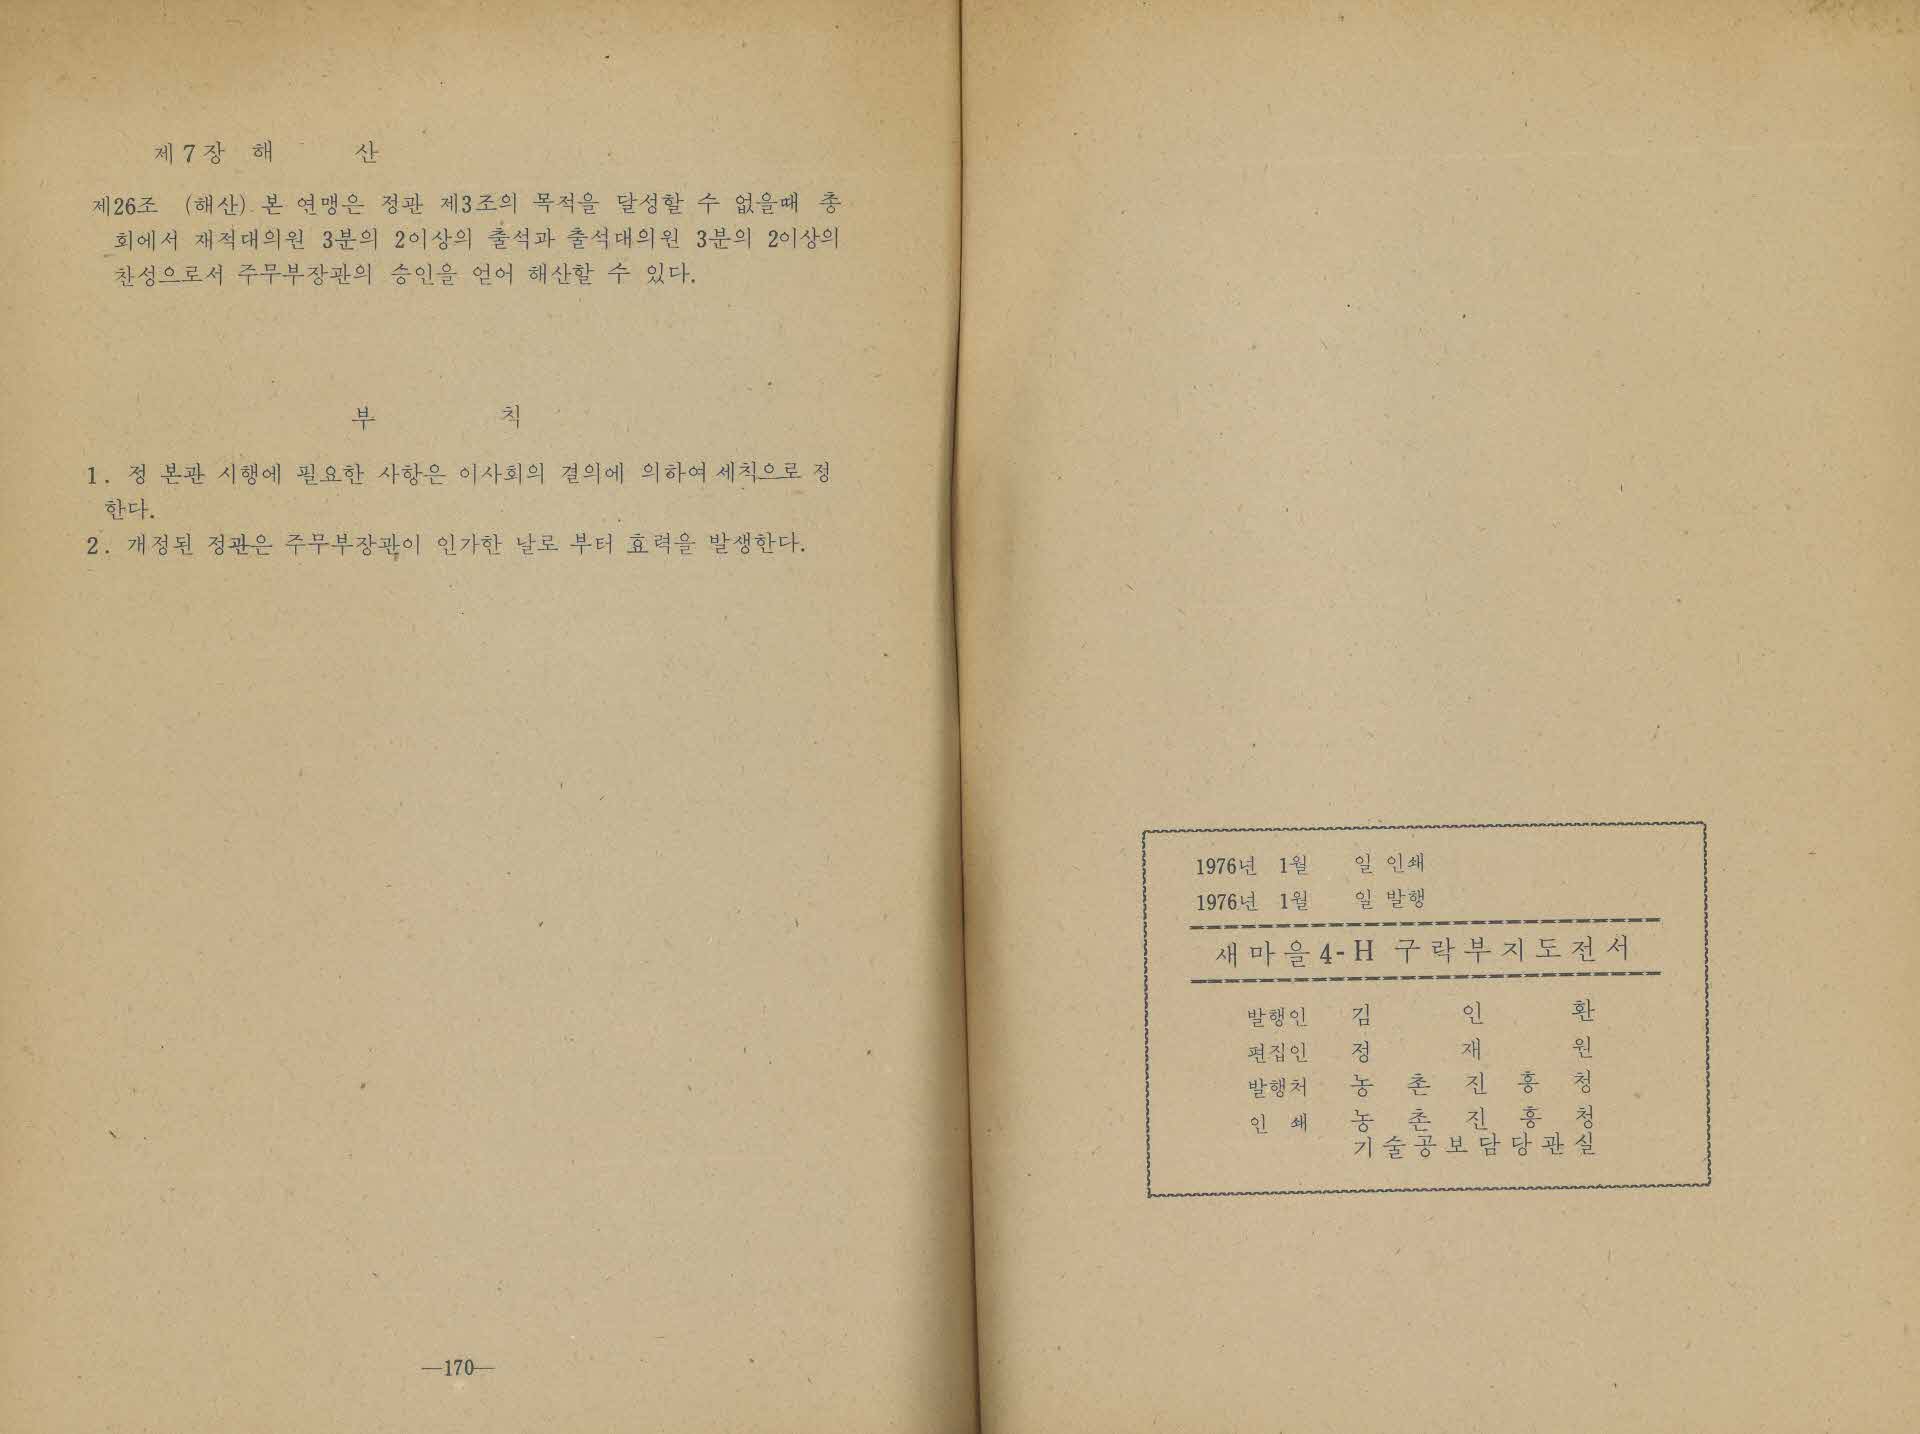 제 7 장 해 산
제26조 (해산) 본 연맹은 정관 제3조의 목적을 달성할 수 없을때 총
회에서 재적대의원 3분의 2이상의 출석과 출석대의원 3분의 2이상의
찬성으로서 주무부장관의 승인을 얻어 해산할 수 있다.
부 칙
1. 정 본관 시행에 필요한 사항은 이사회의 결의에 의하여 세칙으로 정
한다.
2. 개정된 정관은 주무부장관이 인가한 날로 부터 효력을 발생한다.
—170—
1976년 1월 일 인쇄
1976년 1월 일 발행
새마을 4-H 구락부지도전서
발행인 김 인 환
편집인 정 재 원
발행처 농 촌 진 흥 청
인 쇄 농 촌 진 흥 청
기술공보담당관실